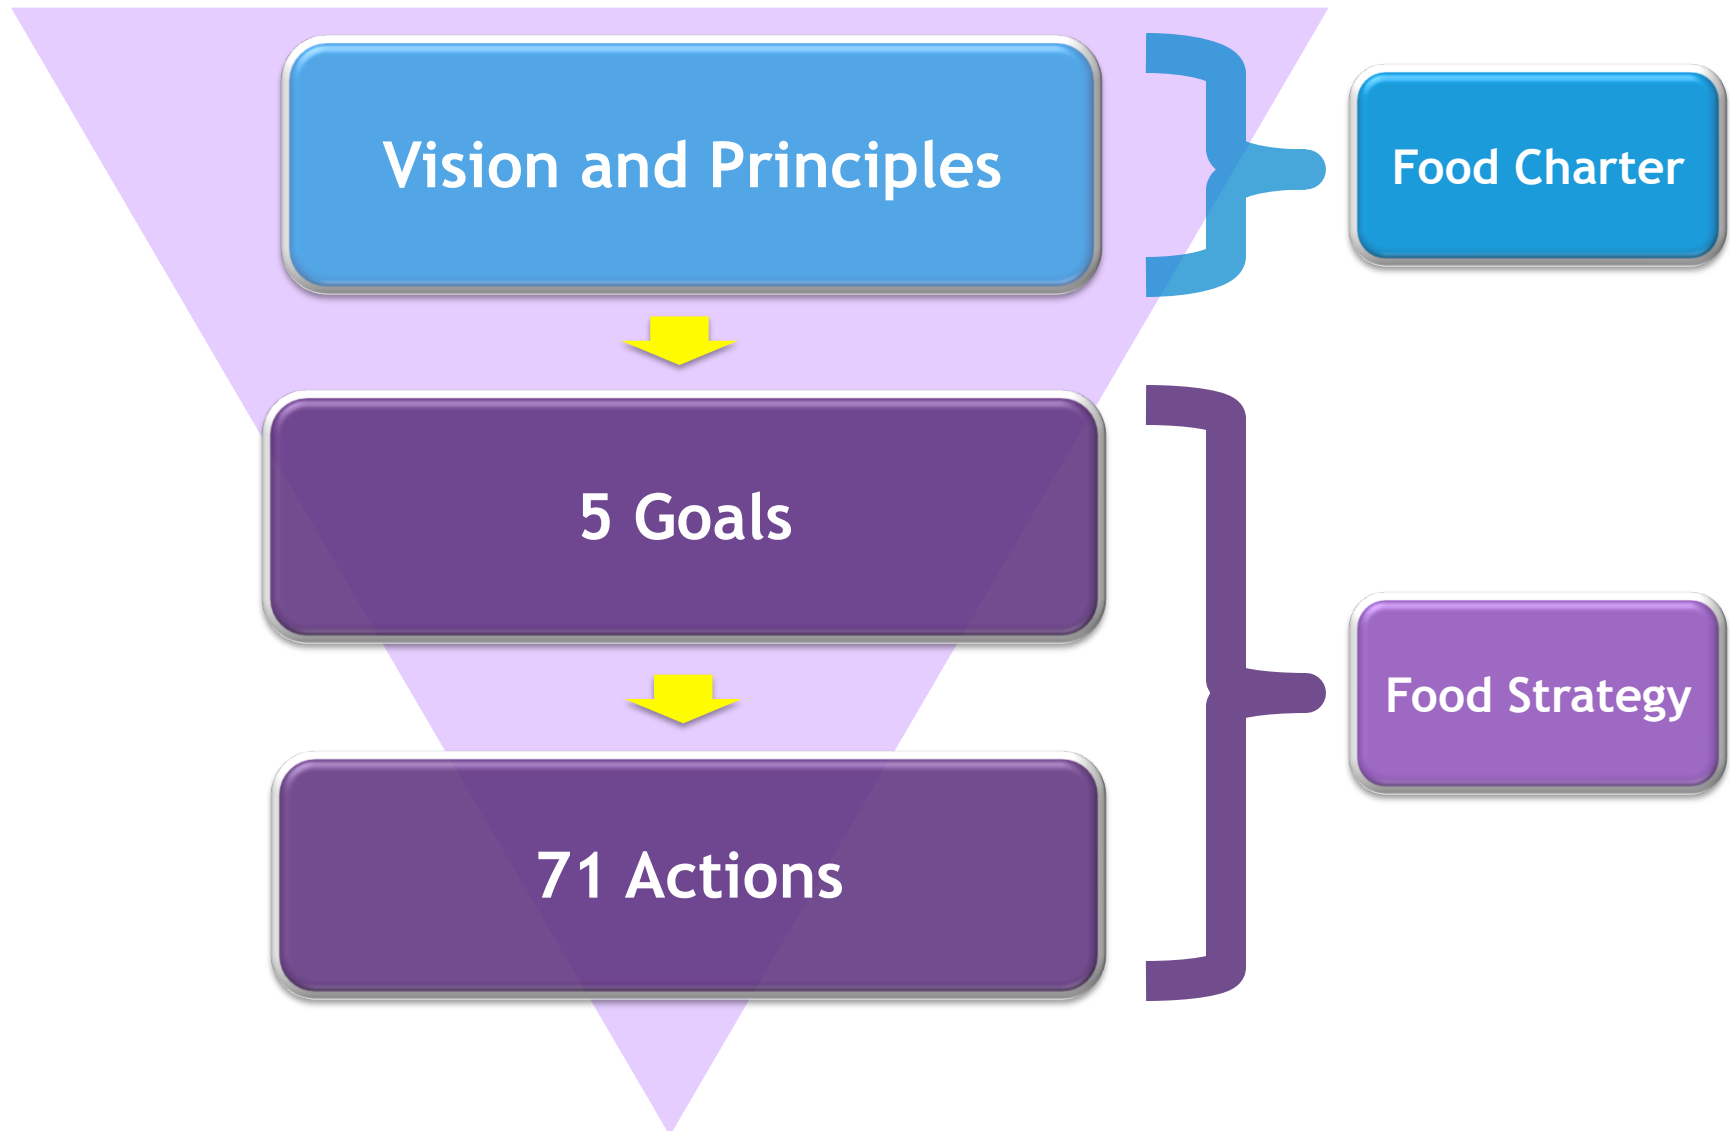 Vision and Principles
Food Charter
5 Goals
Food Strategy
71 Actions